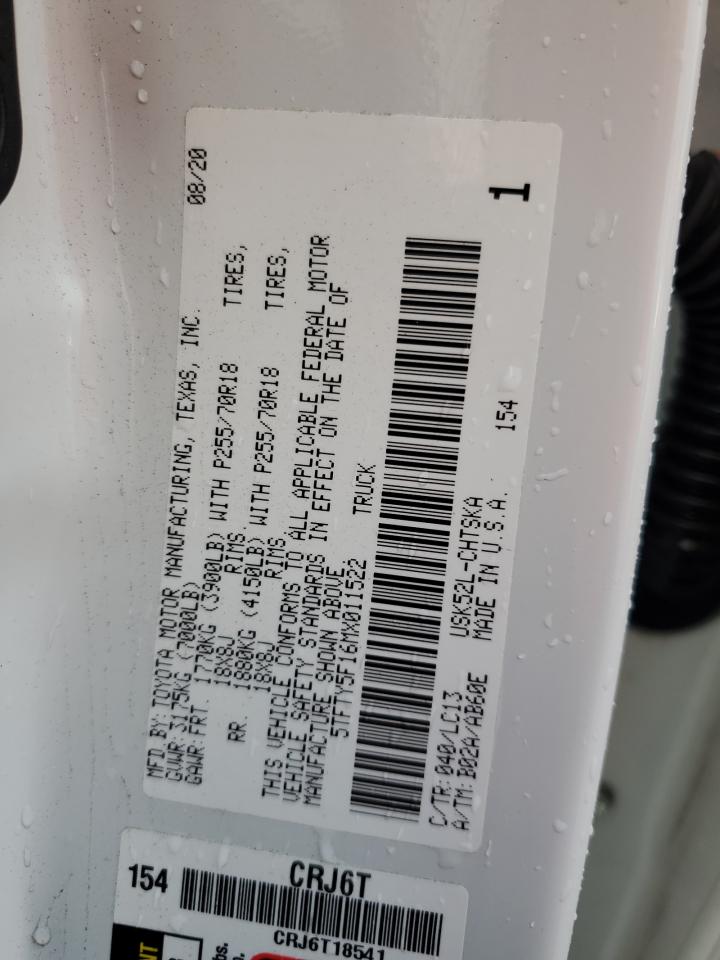 MFD BY: TOYOTA MOTOR MANUFACTURING, TEXAS, INC. 08/20
GVWR: 3175KG (7000LB)
GAWR: FRT. 1770KG (3900LB) WITH P255/70R18 TIRES,
18X8J RIMS,
RR. 1880KG (4150LB) WITH P255/70R18 TIRES,
18X8J RIMS.
THIS VEHICLE CONFORMS TO ALL APPLICABLE FEDERAL MOTOR
VEHICLE SAFETY STANDARDS IN EFFECT ON THE DATE OF
MANUFACTURE SHOWN ABOVE.
5TFTY5F16MX011522 TRUCK
C/TR: 040/LC13 USK52L-CHTSKA
A/TM: B02A/AB60E MADE IN U.S.A. 154 1
154 CRJ6T
CRJ6T18541
lbs.